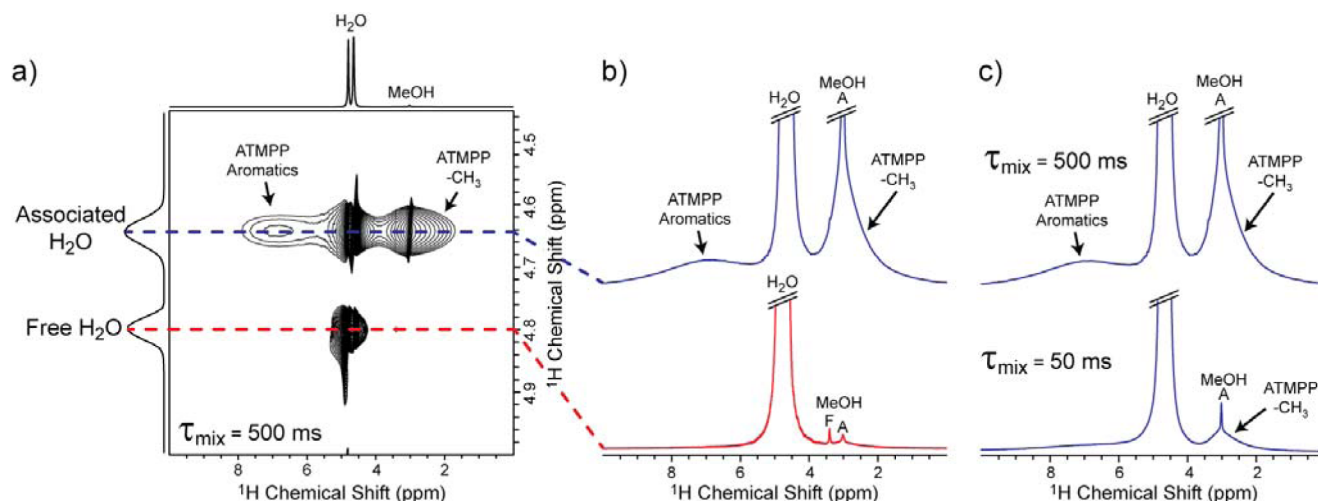 a)
H₂O
MeOH
ATMPP
Aromatics
ATMPP
-CH₃
Associated
H₂O
Free H₂O
4.5
4.6
4.7
4.8
4.9
¹H Chemical Shift (ppm)
τmix = 500 ms
8
6
4
2
¹H Chemical Shift (ppm)
b)
H₂O
MeOH
A
ATMPP
-CH₃
ATMPP
Aromatics
H₂O
MeOH
F
A
8
6
4
2
¹H Chemical Shift (ppm)
c)
H₂O
MeOH
A
τmix = 500 ms
ATMPP
-CH₃
ATMPP
Aromatics
τmix = 50 ms
MeOH
A
ATMPP
-CH₃
8
6
4
2
¹H Chemical Shift (ppm)